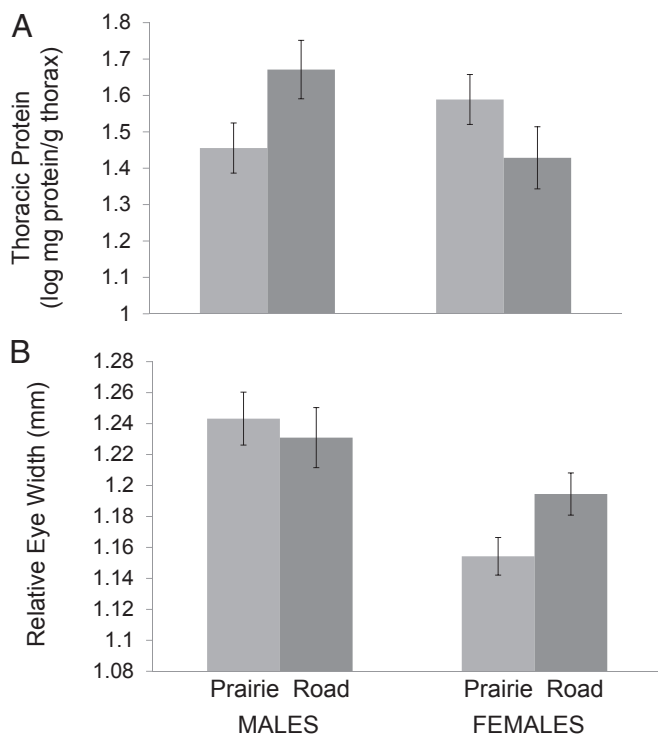 A
Thoracic Protein
(log mg protein/g thorax)
1.8
1.7
1.6
1.5
1.4
1.3
1.2
1.1
1
B
Relative Eye Width (mm)
1.28
1.26
1.24
1.22
1.2
1.18
1.16
1.14
1.12
1.1
1.08
Prairie Road Prairie Road
MALES FEMALES